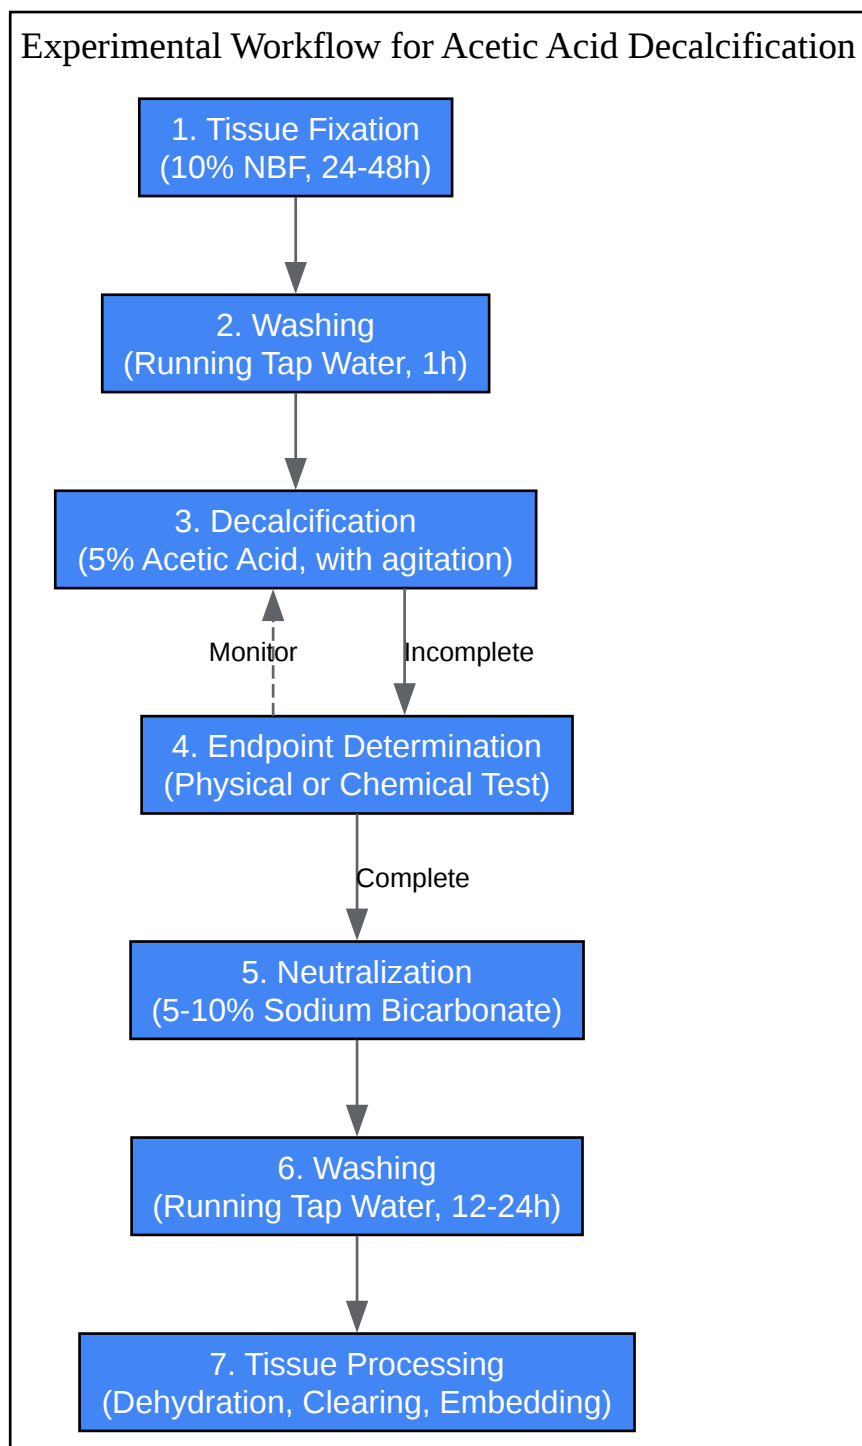 Experimental Workflow for Acetic Acid Decalcification
1. Tissue Fixation
(10% NBF, 24-48h)
2. Washing
(Running Tap Water, 1h)
3. Decalcification
(5% Acetic Acid, with agitation)
Monitor
Incomplete
4. Endpoint Determination
(Physical or Chemical Test)
Complete
5. Neutralization
(5-10% Sodium Bicarbonate)
6. Washing
(Running Tap Water, 12-24h)
7. Tissue Processing
(Dehydration, Clearing, Embedding)